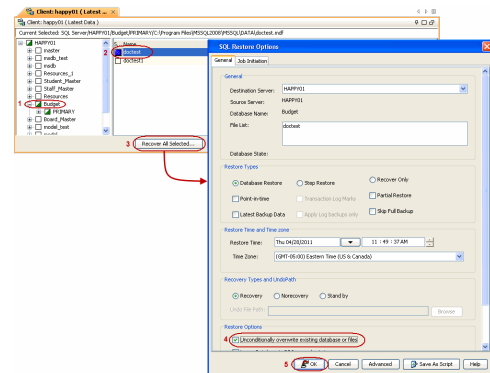 Client: happy01 ( Latest ...
Client: happy01 ( Latest Data )
Current Selected: SQL Server/HAPPY01/Budget/PRIMARY/C:\Program Files\MSSQL2008\MSSQL\DATA\doctest.mdf
HAPPY01
master
msdb_test
msdb
Resources_1
Student_Master
Staff_Master
Resources
1 Budget
PRIMARY
Board_Master
model_test
model
S... Name
2 doctest
doctest1
3 Recover All Selected...
SQL Restore Options
General Job Initiation
General
Destination Server: HAPPY01
Source Server: HAPPY01
Database Name: Budget
File List: doctest
Database State:
Restore Types
Database Restore Step Restore Recover Only
Point-in-time Transaction Log Marks Partial Restore
Latest Backup Data Apply Log Backups only Skip Full Backup
Restore Time and Time zone
Restore Time: Thu 04/28/2011 11 : 49 : 37 AM
Time Zone: (GMT-05:00) Eastern Time (US & Canada)
Recovery Types and UndoPath
Recovery Norecovery Stand by
Undo File Path: Browse
Restore Options
4 Unconditionally overwrite existing database or files
5 OK Cancel Advanced Save As Script Help